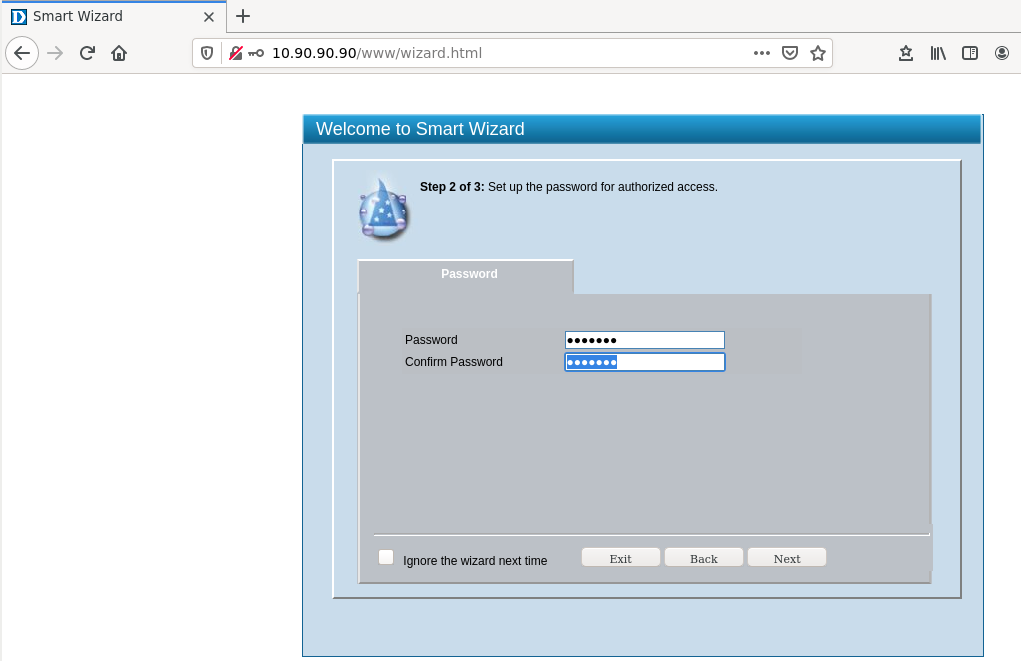 Smart Wizard
10.90.90.90/www/wizard.html
Welcome to Smart Wizard
Step 2 of 3: Set up the password for authorized access.
Password
Password
Confirm Password
Ignore the wizard next time
Exit
Back
Next